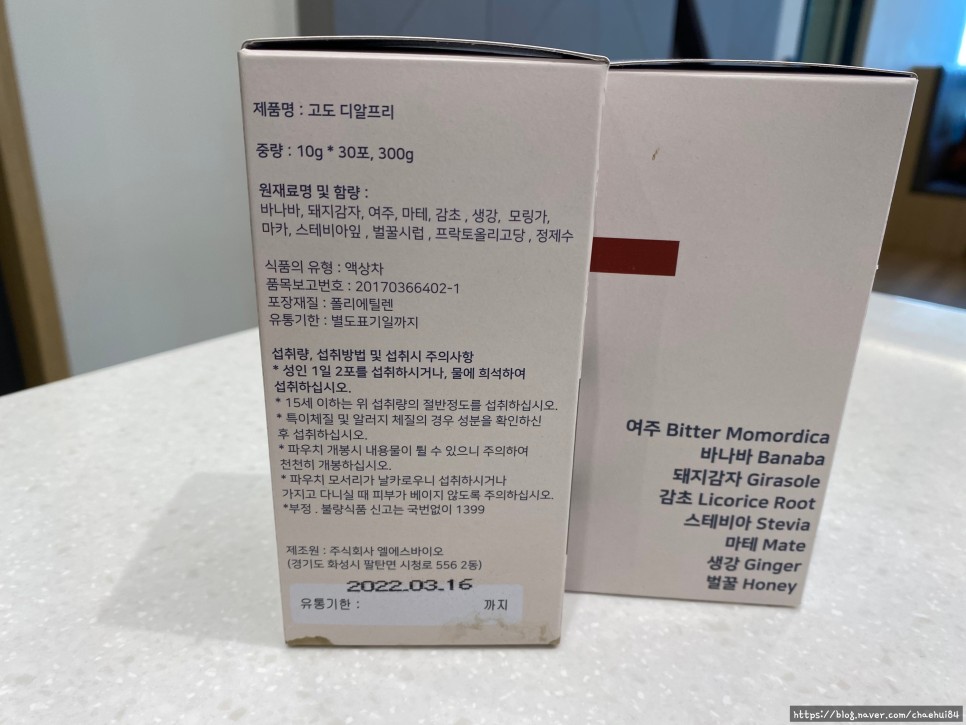 제품명 : 고도 디알프리
중량 : 10g * 30포, 300g
원재료명 및 함량 :
바나바, 돼지감자, 여주, 마테, 감초 , 생강, 모링가,
마카, 스테비아잎 , 벌꿀시럽 , 프락토올리고당 , 정제수
식품의 유형 : 액상차
품목보고번호 : 20170366402-1
포장재질 : 폴리에틸렌
유통기한 : 별도표기일까지
섭취량, 섭취방법 및 섭취시 주의사항
* 성인 1일 2포를 섭취하시거나, 물에 희석하여
섭취하십시오.
* 15세 이하는 위 섭취량의 절반정도를 섭취하십시오.
* 특이체질 및 알러지 체질의 경우 성분을 확인하신
후 섭취하십시오.
* 파우치 개봉시 내용물이 튈 수 있으니 주의하여
천천히 개봉하십시오.
* 파우치 모서리가 날카로우니 섭취하시거나
가지고 다니실 때 피부가 베이지 않도록 주의하십시오.
*부정 . 불량식품 신고는 국번없이 1399
제조원 : 주식회사 엘에스바이오
(경기도 화성시 팔탄면 시청로 556 2동)
2022.03.16
유통기한 : 까지
여주 Bitter Momordica
바나바 Banaba
돼지감자 Girasole
감초 Licorice Root
스테비아 Stevia
마테 Mate
생강 Ginger
벌꿀 Honey
https://blog.naver.com/chaehui84